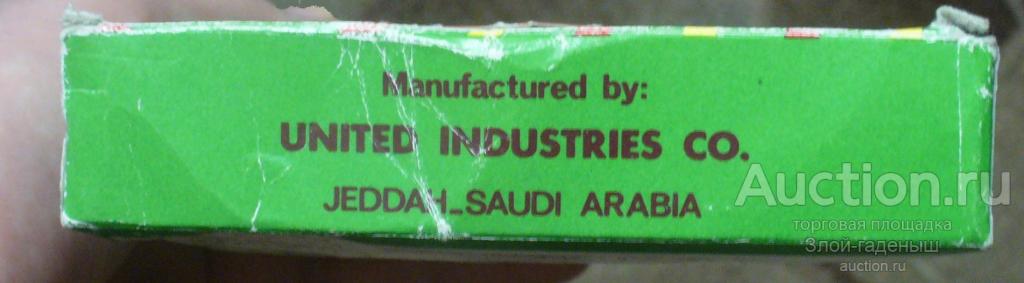 Manufactured by:
UNITED INDUSTRIES CO.
JEDDAH_SAUDI ARABIA
Auction.ru
торговая площадка
Злой-гаденыш
auction.ru